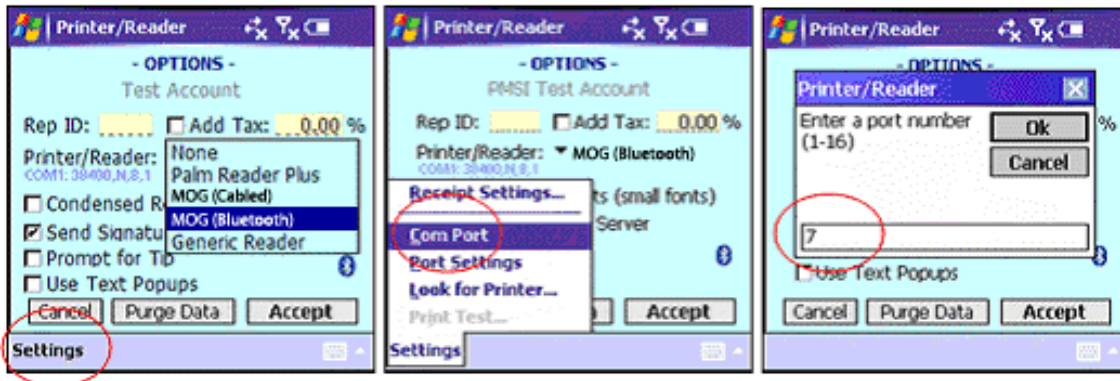 Printer/Reader
- OPTIONS -
Test Account
Rep ID: Add Tax: 0.00 %
Printer/Reader:
COM1: 38400,N,8,1
None
Palm Reader Plus
MOG (Cabled)
MOG (Bluetooth)
Generic Reader
Condensed R
Send Signatu
Prompt for Tip
Use Text Popups
Cancel Purge Data Accept
Settings
Printer/Reader
- OPTIONS -
PMSI Test Account
Rep ID: Add Tax: 0.00 %
Printer/Reader: MOG (Bluetooth)
COM1: 38400,N,8,1
Receipt Settings...
ts (small fonts)
Server
Com Port
Port Settings
Look for Printer...
Print Test...
Accept
Settings
Printer/Reader
- OPTIONS -
Printer/Reader
Enter a port number
(1-16)
Ok
Cancel
%
7
Use Text Popups
Cancel Purge Data Accept